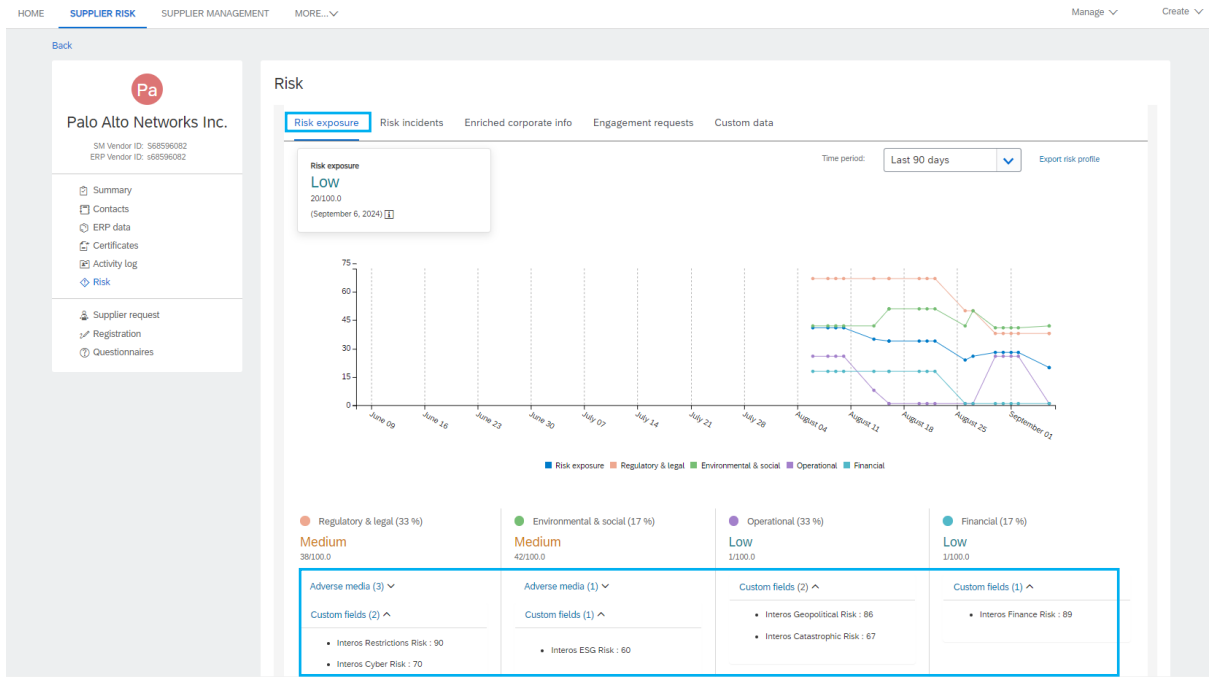 HOME SUPPLIER RISK SUPPLIER MANAGEMENT MORE... Manage Create
Back
Pa
Palo Alto Networks Inc.
SM Vendor ID: S68596082
ERP Vendor ID: s68596082
Summary
Contacts
ERP data
Certificates
Activity log
Risk
Supplier request
Registration
Questionnaires
Risk
Risk exposure Risk incidents Enriched corporate info Engagement requests Custom data
Risk exposure
Low
20/100.0
(September 6, 2024) i
Time period: Last 90 days Export risk profile
75
60
45
30
15
0
June 09 June 16 June 23 June 30 July 07 July 14 July 21 July 28 August 04 August 11 August 18 August 25 September 01
Risk exposure Regulatory & legal Environmental & social Operational Financial
Regulatory & legal (33 %)
Medium
38/100.0
Adverse media (3)
Custom fields (2)
• Interos Restrictions Risk : 90
• Interos Cyber Risk : 70
Environmental & social (17 %)
Medium
42/100.0
Adverse media (1)
Custom fields (1)
• Interos ESG Risk : 60
Operational (33 %)
Low
1/100.0
Custom fields (2)
• Interos Geopolitical Risk : 86
• Interos Catastrophic Risk : 67
Financial (17 %)
Low
1/100.0
Custom fields (1)
• Interos Finance Risk : 89